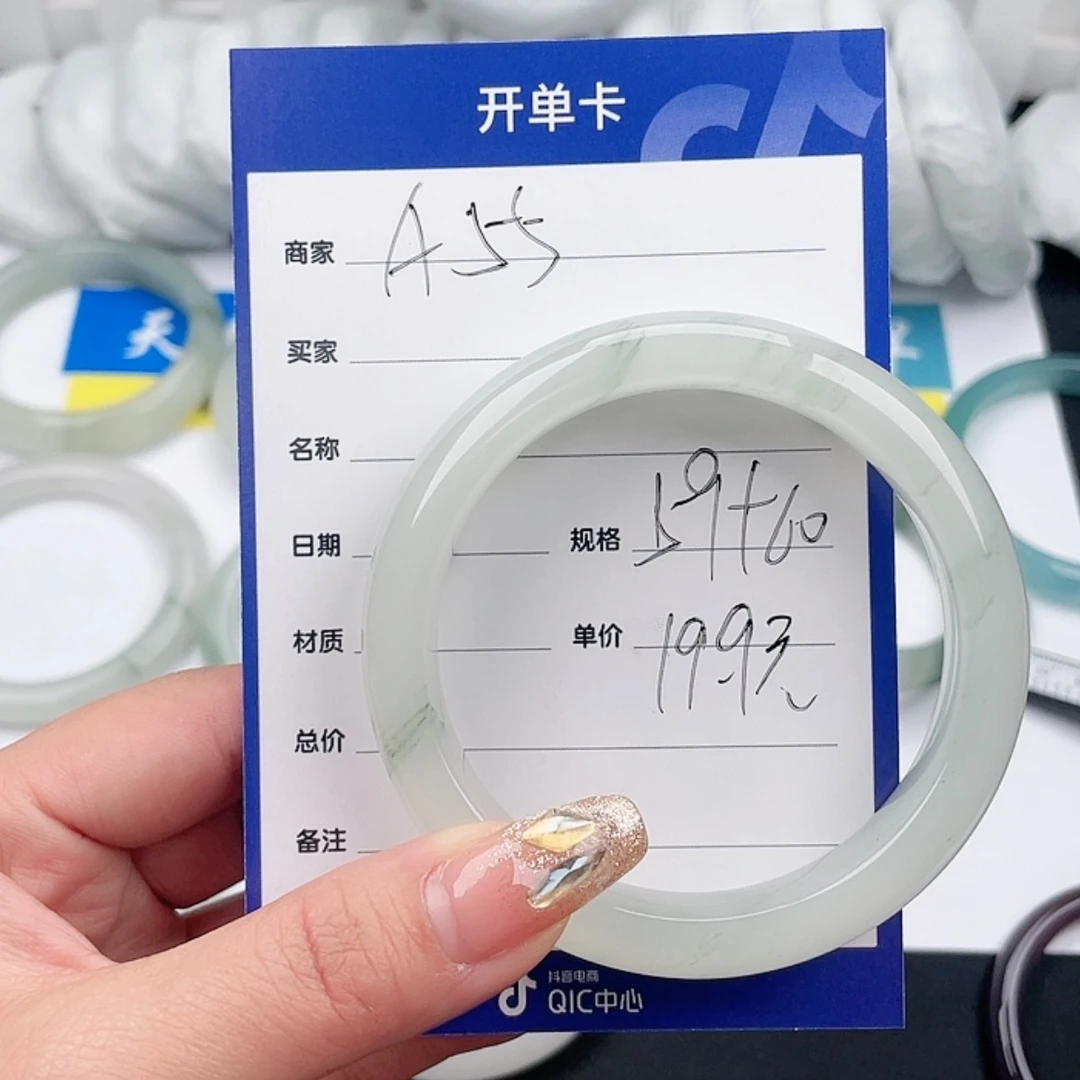 开单卡
商家 A55
买家
名称
日期 规格 59+60
材质 单价 199元
总价
备注
抖音电商
QIC中心
天